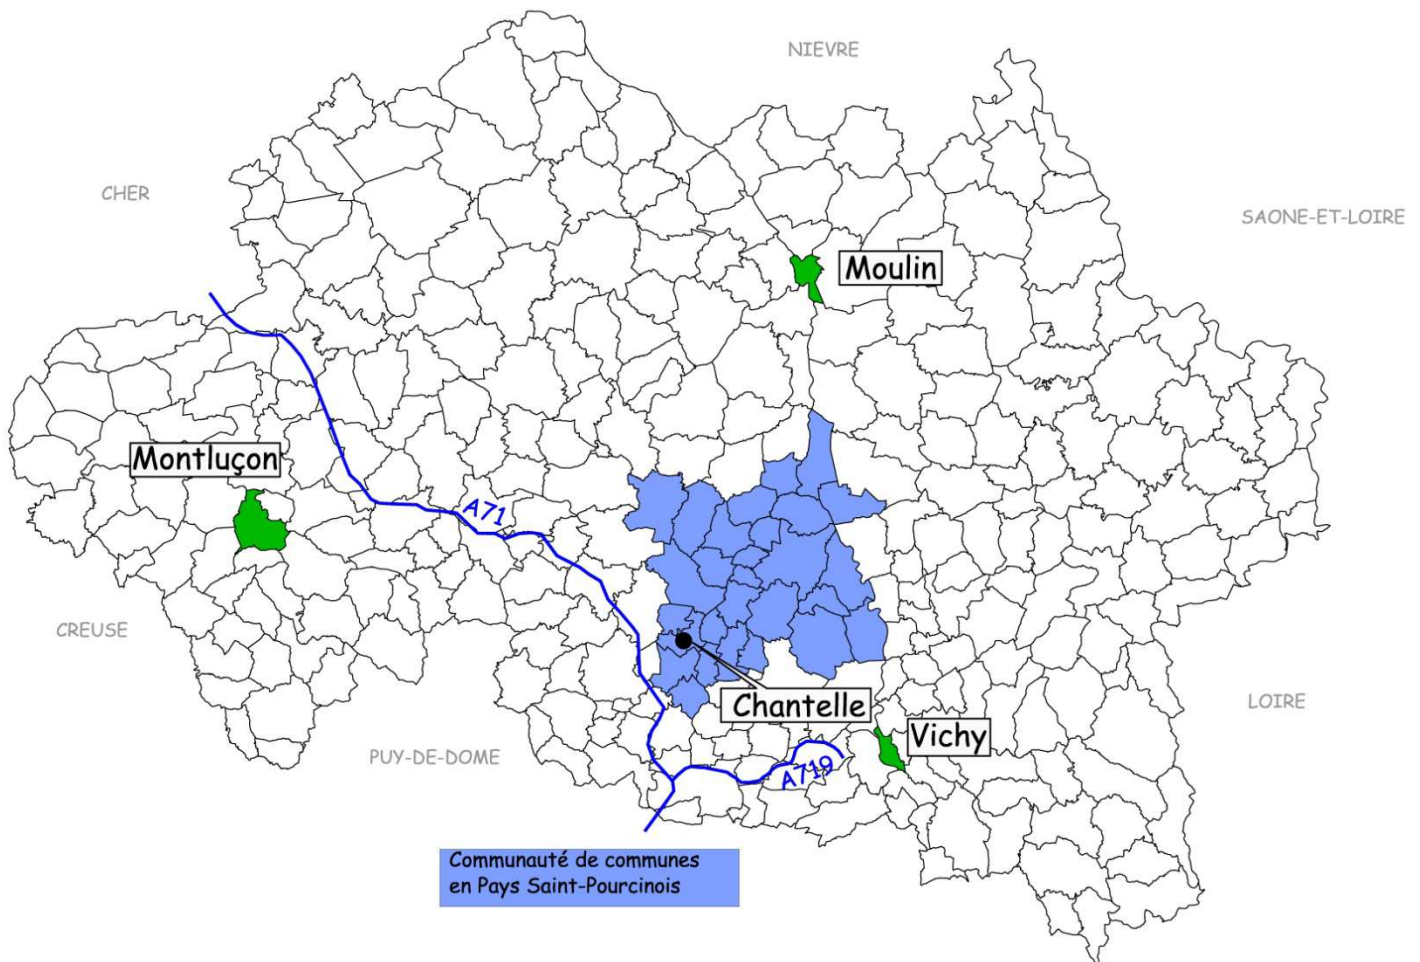 NIEVRE
CHER
SAONE-ET-LOIRE
Moulin
Montluçon
A71
CREUSE
Chantelle
LOIRE
Vichy
PUY-DE-DOME
A719
Communauté de communes
en Pays Saint-Pourcinois